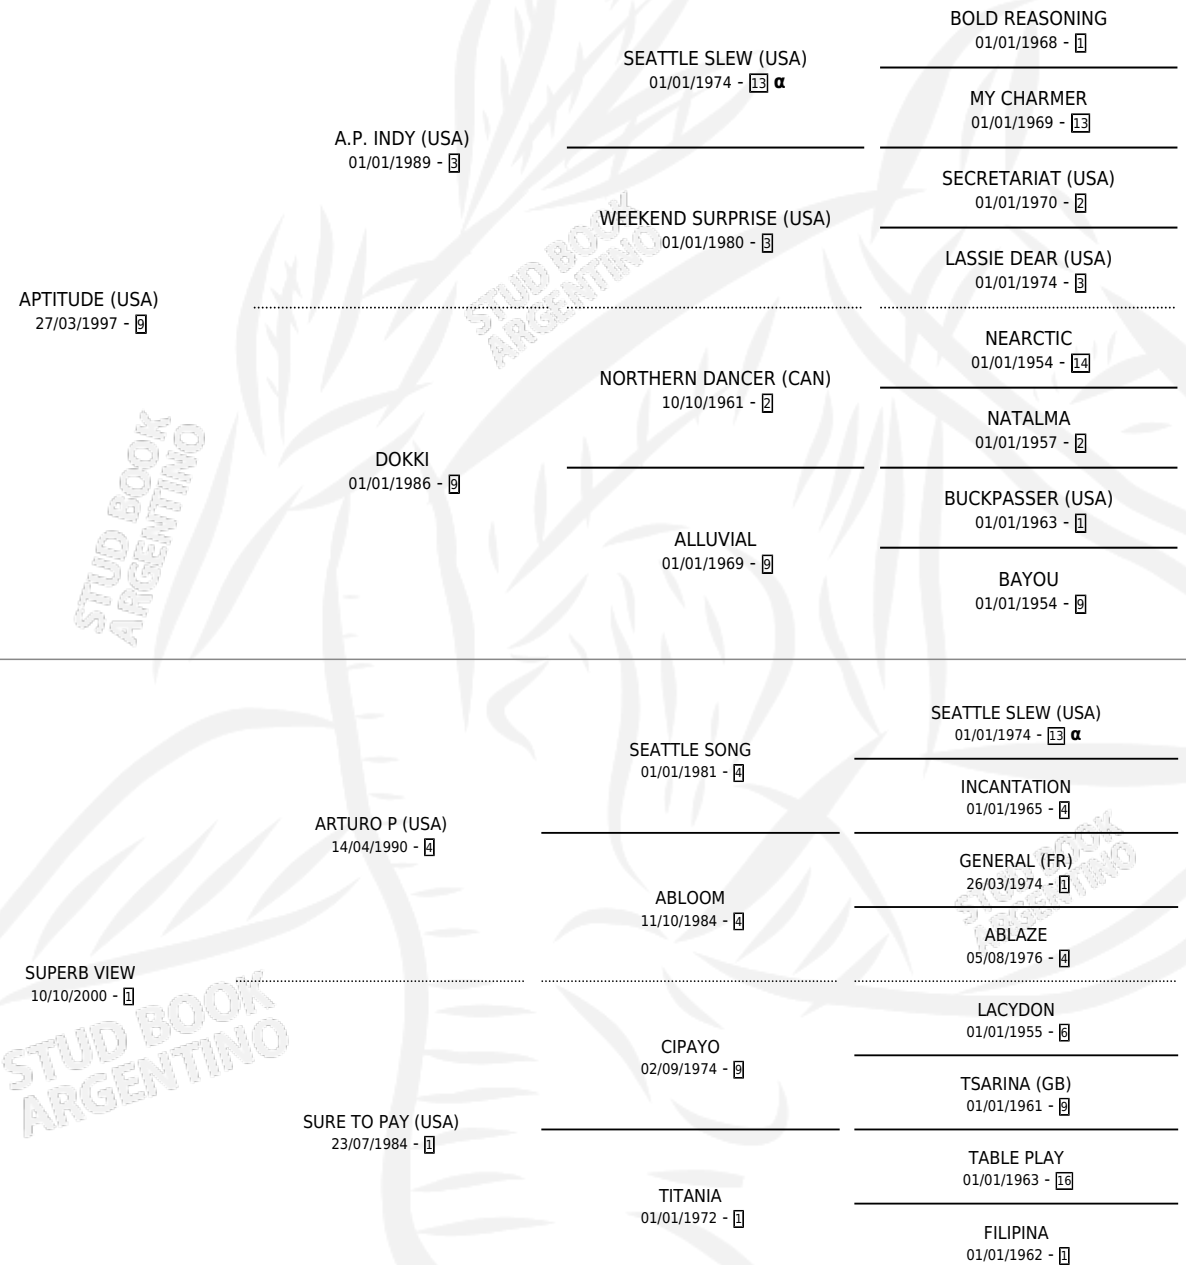 BOLD REASONING
01/01/1968 - 1
SEATTLE SLEW (USA)
01/01/1974 - 13 α
MY CHARMER
01/01/1969 - 13
A.P. INDY (USA)
01/01/1989 - 3
SECRETARIAT (USA)
01/01/1970 - 2
WEEKEND SURPRISE (USA)
01/01/1980 - 3
LASSIE DEAR (USA)
01/01/1974 - 3
STUD BOOK
ARGENTINO
APTITUDE (USA)
27/03/1997 - 9
NEARCTIC
01/01/1954 - 14
NORTHERN DANCER (CAN)
10/10/1961 - 2
NATALMA
01/01/1957 - 2
DOKKI
01/01/1986 - 9
BUCKPASSER (USA)
01/01/1963 - 1
ALLUVIAL
01/01/1969 - 9
BAYOU
01/01/1954 - 9
STUD BOOK
ARGENTINO
SEATTLE SLEW (USA)
01/01/1974 - 13 α
SEATTLE SONG
01/01/1981 - 4
INCANTATION
01/01/1965 - 4
ARTURO P (USA)
14/04/1990 - 4
GENERAL (FR)
26/03/1974 - 1
ABLOOM
11/10/1984 - 4
ABLAZE
05/08/1976 - 4
STUD BOOK
ARGENTINO
SUPERB VIEW
10/10/2000 - 1
LACYDON
01/01/1955 - 6
CIPAYO
02/09/1974 - 9
TSARINA (GB)
01/01/1961 - 9
STUD BOOK
ARGENTINO
SURE TO PAY (USA)
23/07/1984 - 1
TABLE PLAY
01/01/1963 - 16
TITANIA
01/01/1972 - 1
FILIPINA
01/01/1962 - 1